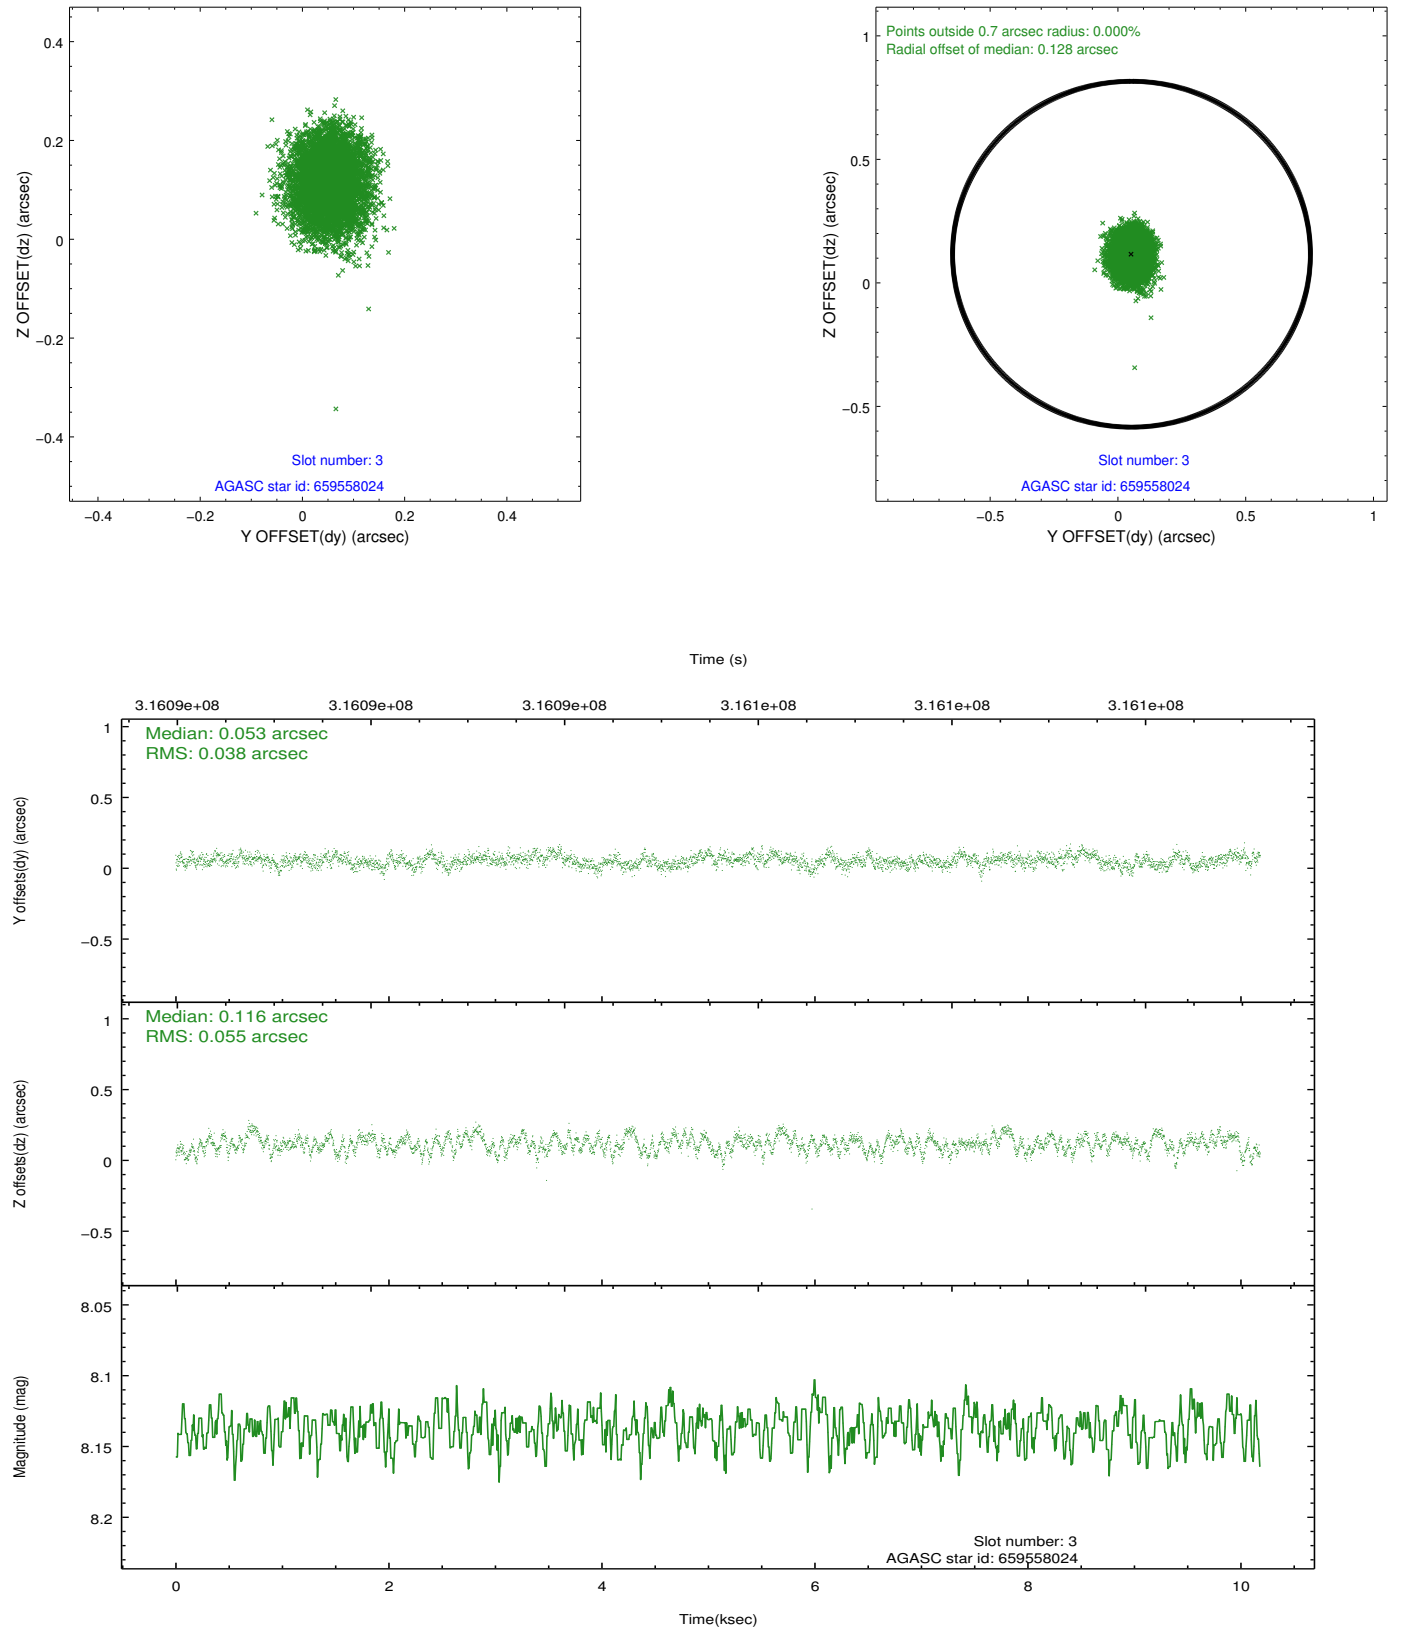 0.4
0.2
0
−0.2
−0.4
Z OFFSET(dz) (arcsec)
Slot number: 3
AGASC star id: 659558024
−0.4 −0.2 0 0.2 0.4
Y OFFSET(dy) (arcsec)
Points outside 0.7 arcsec radius: 0.000%
Radial offset of median: 0.128 arcsec
1
0.5
0
−0.5
Z OFFSET(dz) (arcsec)
Slot number: 3
AGASC star id: 659558024
−0.5 0 0.5 1
Y OFFSET(dy) (arcsec)
Time (s)
3.1609e+08 3.1609e+08 3.1609e+08 3.161e+08 3.161e+08 3.161e+08
Median: 0.053 arcsec
RMS: 0.038 arcsec
1
0.5
0
−0.5
Y offsets(dy) (arcsec)
Median: 0.116 arcsec
RMS: 0.055 arcsec
1
0.5
0
−0.5
Z offsets(dz) (arcsec)
8.05
8.1
8.15
8.2
Magnitude (mag)
Slot number: 3
AGASC star id: 659558024
0 2 4 6 8 10
Time(ksec)